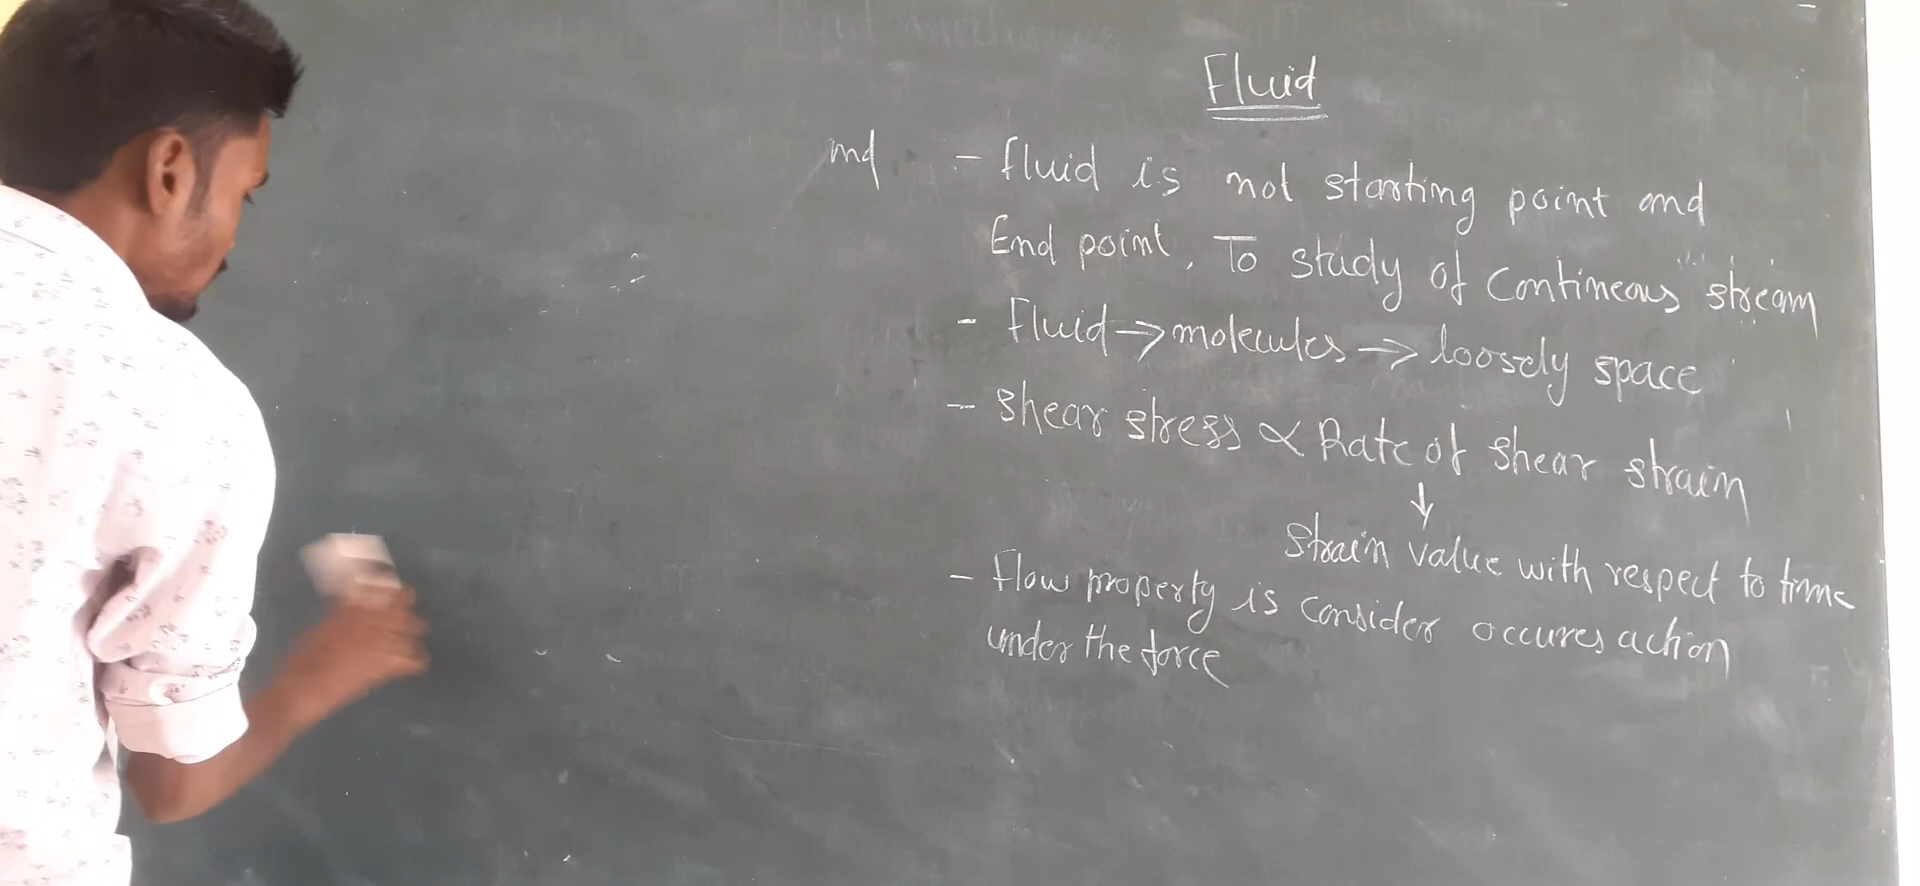 Fluid
md - fluid is not starting point and
End point, To study of Contineous stream
- Fluid → molecules → loosely space
- shear stress ∝ Rate of shear strain
↓
Strain value with respect to time
- Flow property is consider occures action
under the force